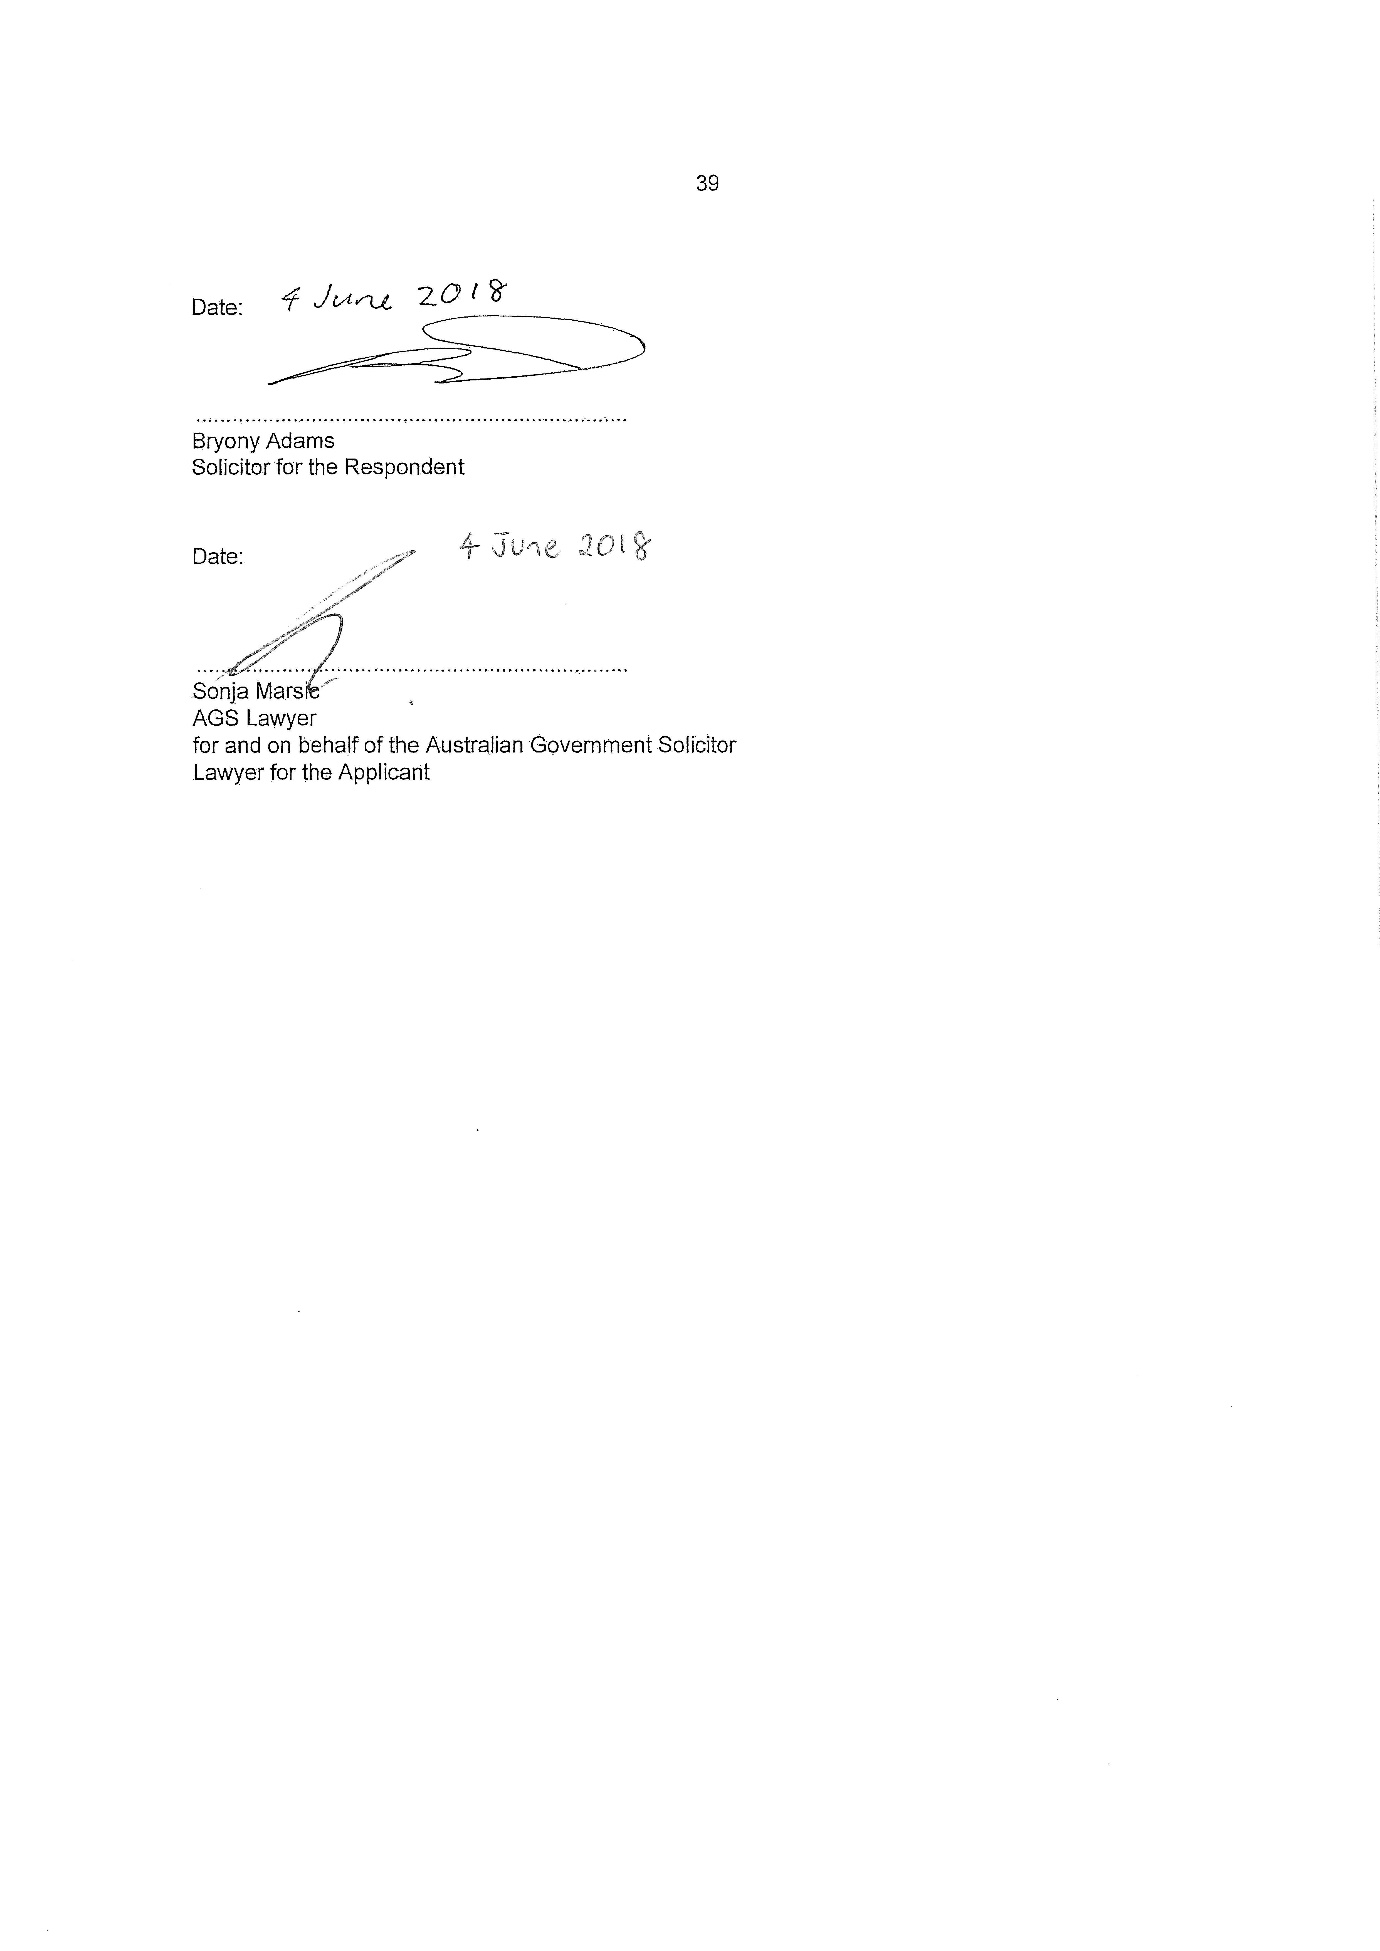 39
Date: 4 June 2018
Bryony Adams
Solicitor for the Respondent
Date: 4 June 2018
Sonja Marsic
AGS Lawyer
for and on behalf of the Australian Government Solicitor
Lawyer for the Applicant